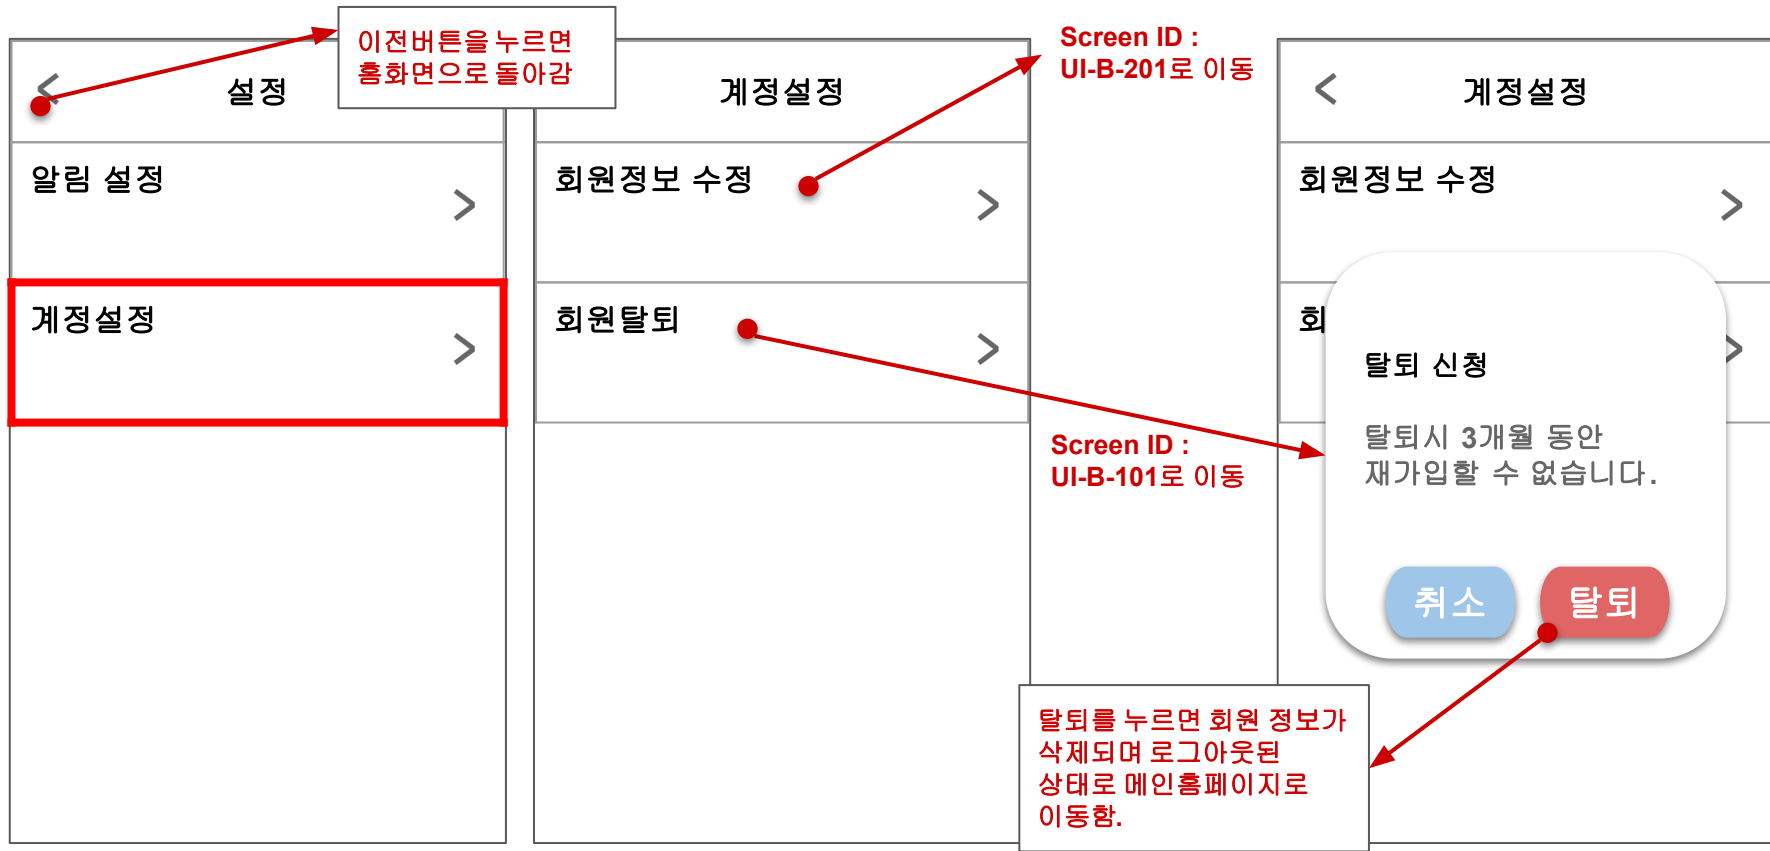 이전버튼을 누르면
홈화면으로 돌아감
설정
알림 설정
계정설정
계정설정
회원정보 수정
회원탈퇴
Screen ID :
UI-B-201로 이동
Screen ID :
UI-B-101로 이동
계정설정
회원정보 수정
회
탈퇴 신청
탈퇴시 3개월 동안
재가입할 수 없습니다.
취소
탈퇴
탈퇴를 누르면 회원 정보가
삭제되며 로그아웃된
상태로 메인홈페이지로
이동함.